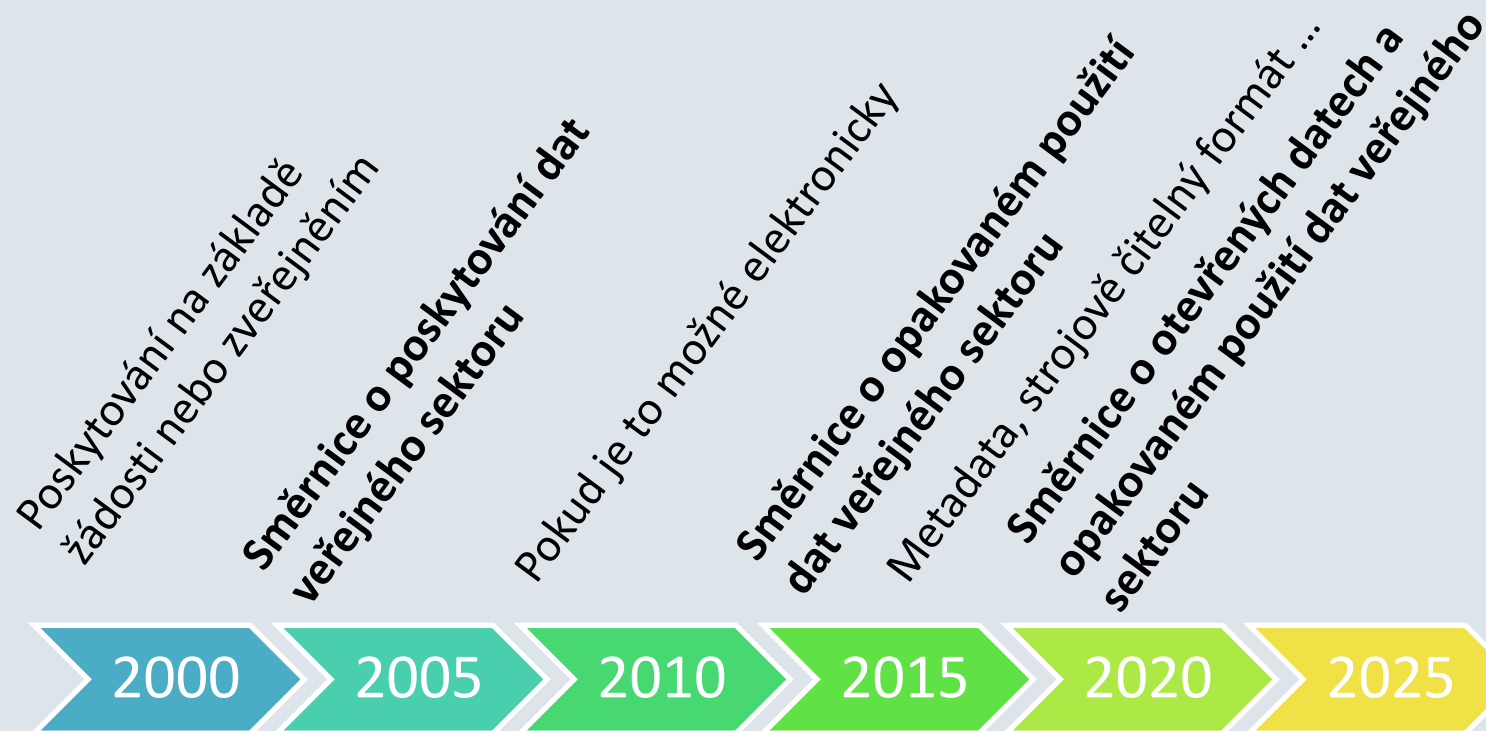 Poskytování na základě
žádosti nebo zveřejněním
Směrnice o poskytování dat
veřejného sektoru
Pokud je to možné elektronicky
Směrnice o opakovaném použití
dat veřejného sektoru
Metadata, strojově čitelný formát ...
Směrnice o otevřených datech a
opakovaném použití dat veřejného
sektoru
2000
2005
2010
2015
2020
2025